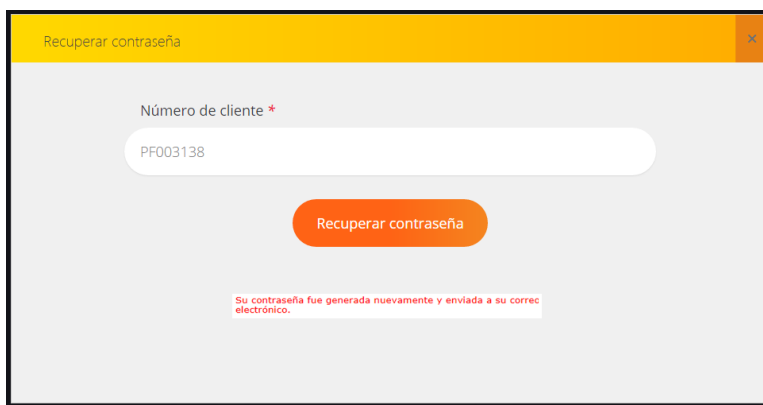 Recuperar contraseña
×
Número de cliente *
PF003138
Recuperar contraseña
Su contraseña fue generada nuevamente y enviada a su correc
electrónico.